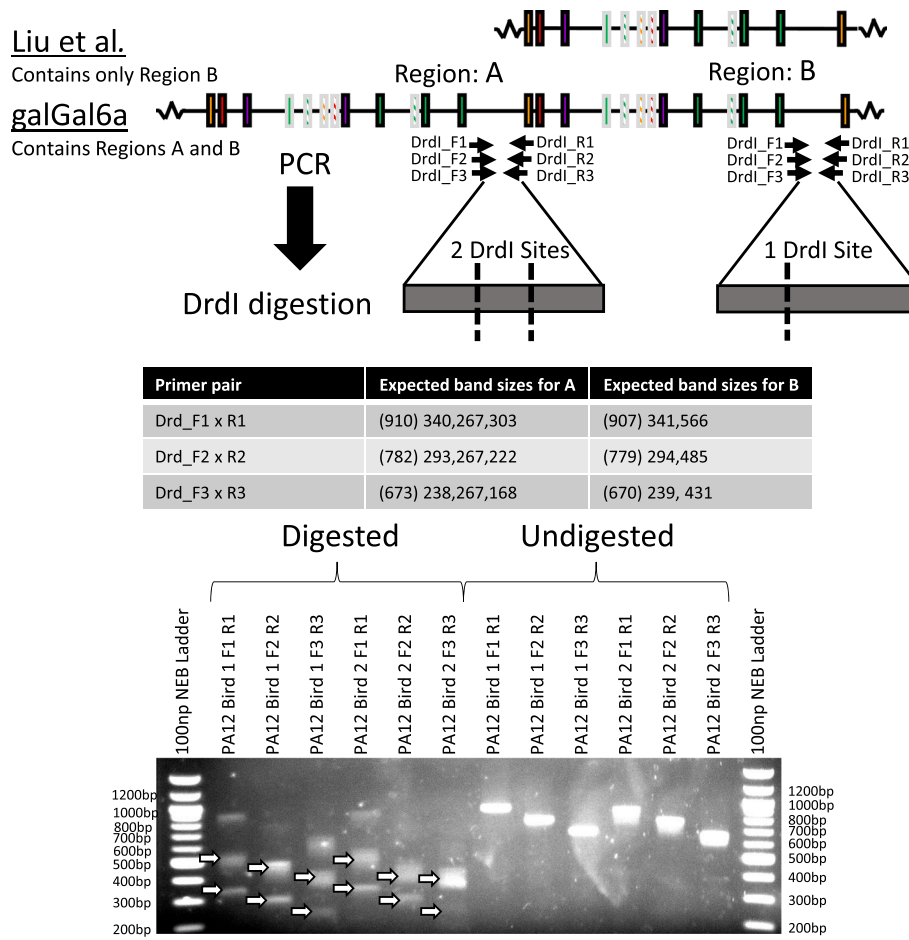 Liu et al.
Contains only Region B
galGal6a
Contains Regions A and B
Region: A
Region: B
DrdI_F1
DrdI_F2
DrdI_F3
DrdI_R1
DrdI_R2
DrdI_R3
DrdI_F1
DrdI_F2
DrdI_F3
DrdI_R1
DrdI_R2
DrdI_R3
PCR
DrdI digestion
2 DrdI Sites
1 DrdI Site
Primer pair Expected band sizes for A Expected band sizes for B
Drd_F1 x R1 (910) 340,267,303 (907) 341,566
Drd_F2 x R2 (782) 293,267,222 (779) 294,485
Drd_F3 x R3 (673) 238,267,168 (670) 239, 431
Digested
Undigested
100np NEB Ladder
PA12 Bird 1 F1 R1
PA12 Bird 1 F2 R2
PA12 Bird 1 F3 R3
PA12 Bird 2 F1 R1
PA12 Bird 2 F2 R2
PA12 Bird 2 F3 R3
PA12 Bird 1 F1 R1
PA12 Bird 1 F2 R2
PA12 Bird 1 F3 R3
PA12 Bird 2 F1 R1
PA12 Bird 2 F2 R2
PA12 Bird 2 F3 R3
100np NEB Ladder
1200bp
1000bp
800bp
700bp
600bp
500bp
400bp
300bp
200bp
1200bp
1000bp
800bp
700bp
600bp
500bp
400bp
300bp
200bp